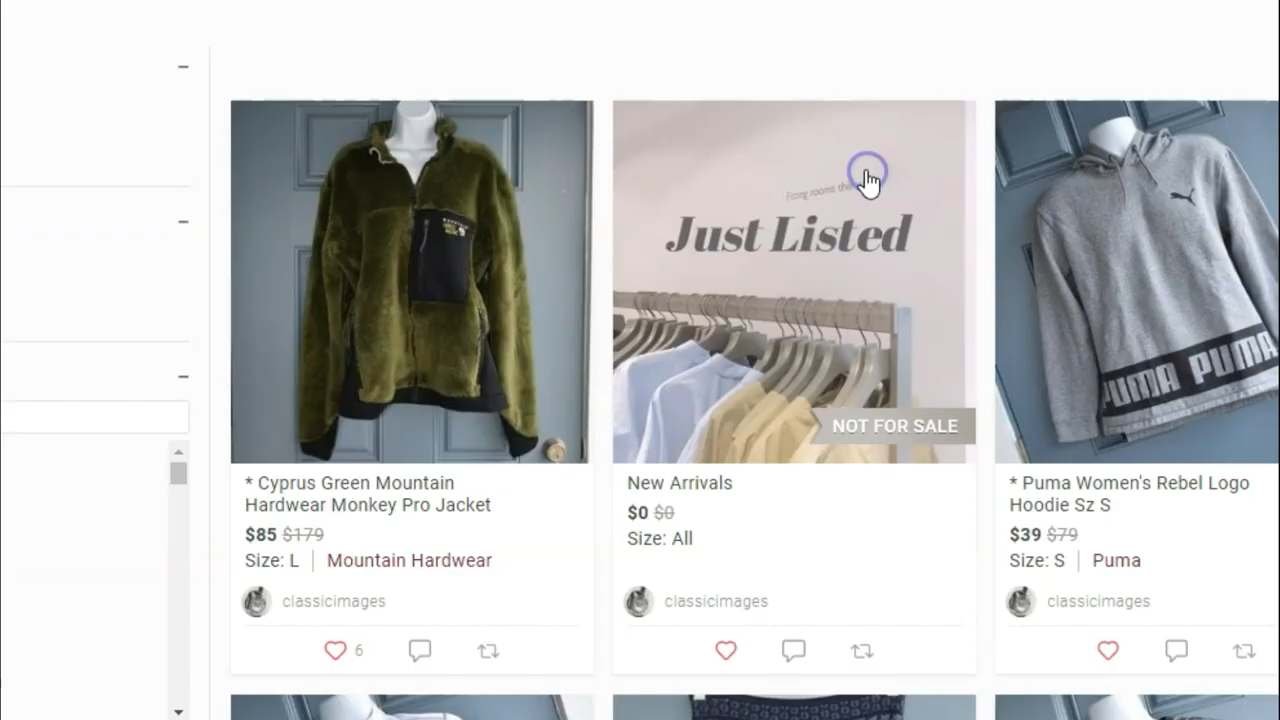 Just Listed
NOT FOR SALE
PUMA PUMA
* Cyprus Green Mountain
Hardwear Monkey Pro Jacket
$85 $179
Size: L
Mountain Hardwear
classicimages
6
New Arrivals
$0 $0
Size: All
classicimages
* Puma Women's Rebel Logo
Hoodie Sz S
$39 $79
Size: S
Puma
classicimages